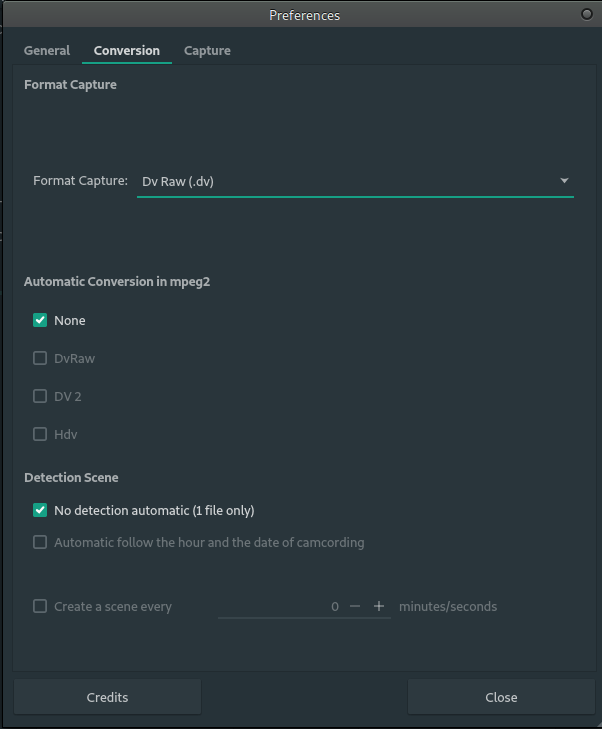 Preferences
General Conversion Capture
Format Capture
Format Capture: Dv Raw (.dv)
Automatic Conversion in mpeg2
None
DvRaw
DV 2
Hdv
Detection Scene
No detection automatic (1 file only)
Automatic follow the hour and the date of camcording
Create a scene every 0 − + minutes/seconds
Credits Close